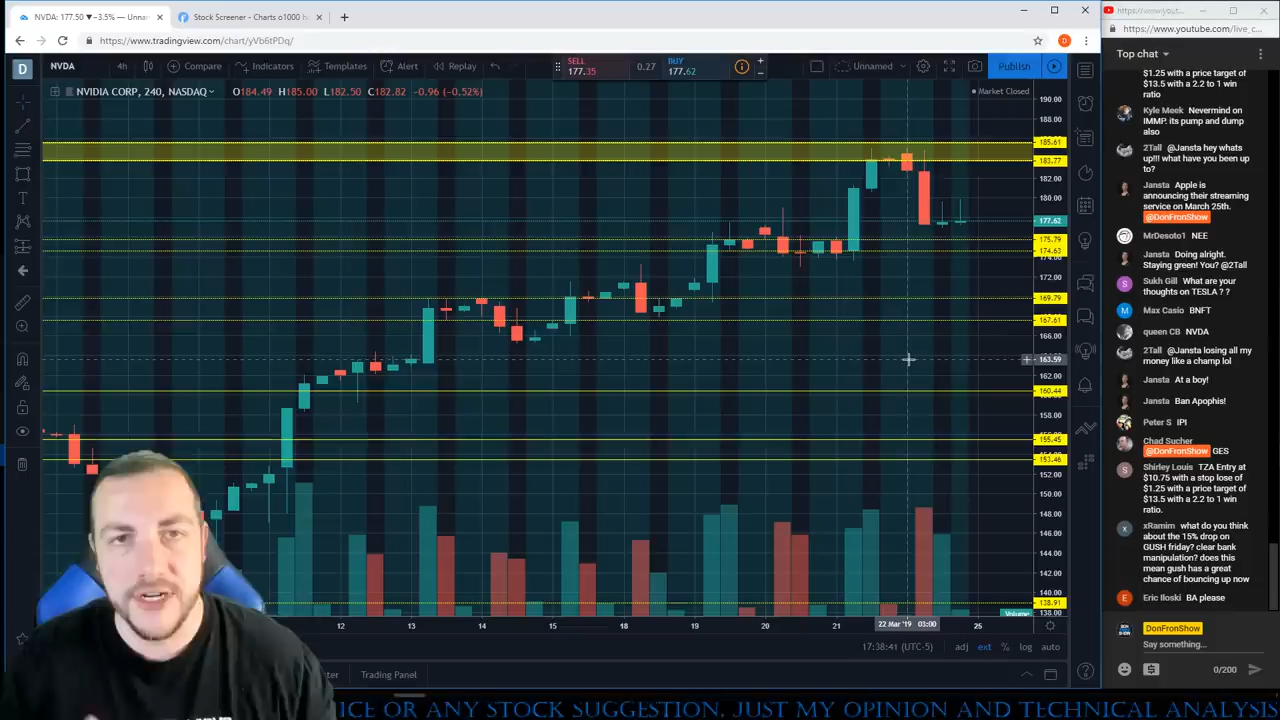 NVDA: 177.50 ▼−3.5% — Unnar
Stock Screener - Charts o1000 b
https://www.tradingview.com/chart/yVb6tPDq/
https://www.yout
https://www.youtube.com/live_c
D
NVDA
4h
Compare
Indicators
Templates
Alert
Replay
SELL
177.35
0.27
BUY
177.62
Unnamed
Publish
NVIDIA CORP, 240, NASDAQ
O184.49 H185.00 L182.50 C182.82 -0.96 (-0.52%)
Market Closed
190.00
188.00
185.61
183.77
182.00
180.00
177.62
175.79
174.63
172.00
169.79
167.61
166.00
163.59
162.00
160.44
158.00
155.45
153.46
152.00
150.00
148.00
146.00
144.00
142.00
140.00
138.91
138.00
Volume
12
13
14
15
18
19
20
21
22 Mar '19 03:00
25
17:38:41 (UTC-5)
adj
ext
%
log
auto
ter
Trading Panel
Top chat
$1.25 with a price target of
$13.5 with a 2.2 to 1 win
ratio
Kyle Meek Nevermind on
IMMP. its pump and dump
also
2Tall @Jansta hey whats
up!!! what have you been up
to?
Jansta Apple is
announcing their streaming
service on March 25th.
@DonFronShow
MrDesoto1 NEE
Jansta Doing alright.
Staying green! You? @2Tall
Sukh Gill What are your
thoughts on TESLA ? ?
Max Casio BNFT
queen CB NVDA
2Tall @Jansta losing all my
money like a champ lol
Jansta At a boy!
Jansta Ban Apophis!
Peter S IPI
Chad Sucher
@DonFronShow GES
Shirley Louis TZA Entry at
$10.75 with a stop lose of
$1.25 with a price target of
$13.5 with a 2.2 to 1 win
ratio.
xRamim what do you think
about the 15% drop on
GUSH friday? clear bank
manipulation? does this
mean gush has a great
chance of bouncing up now
Eric Iloski BA please
DonFronShow
Say something...
0/200
ICE OR ANY STOCK SUGGESTION. JUST MY OPINION AND TECHNICAL ANALYSIS